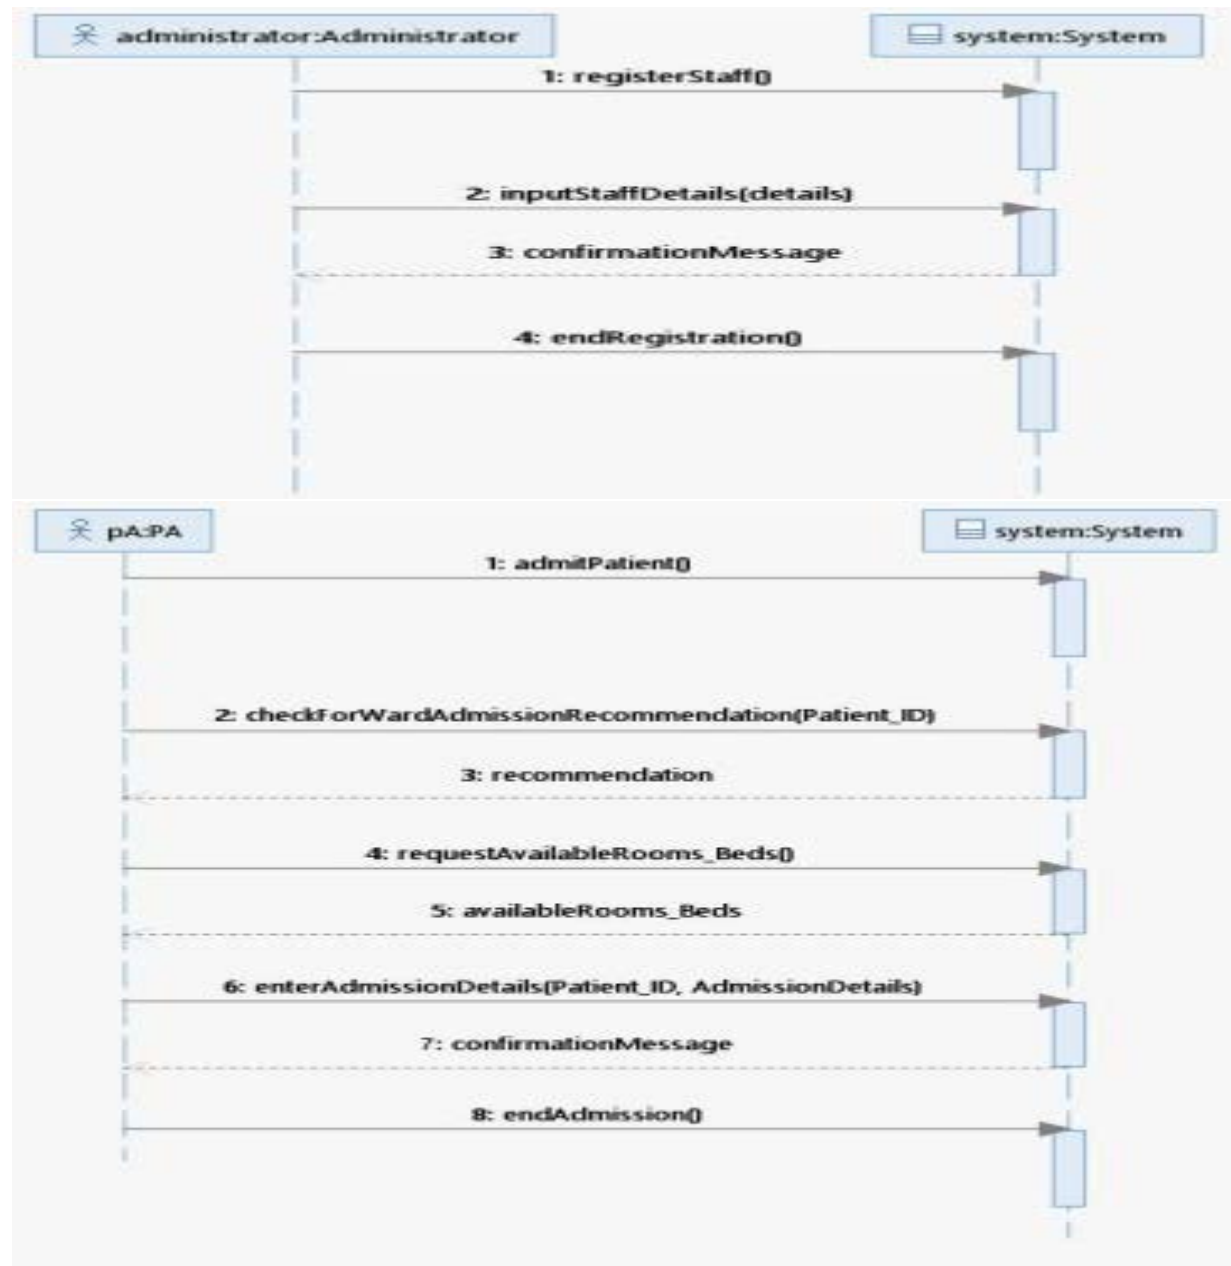 administrator:Administrator
system:System
1: registerStaff()
2: inputStaffDetails(details)
3: confirmationMessage
4: endRegistration()
pA:PA
system:System
1: admitPatient()
2: checkForWardAdmissionRecommendation(Patient_ID)
3: recommendation
4: requestAvailableRooms_Beds()
5: availableRooms_Beds
6: enterAdmissionDetails(Patient_ID, AdmissionDetails)
7: confirmationMessage
8: endAdmission()